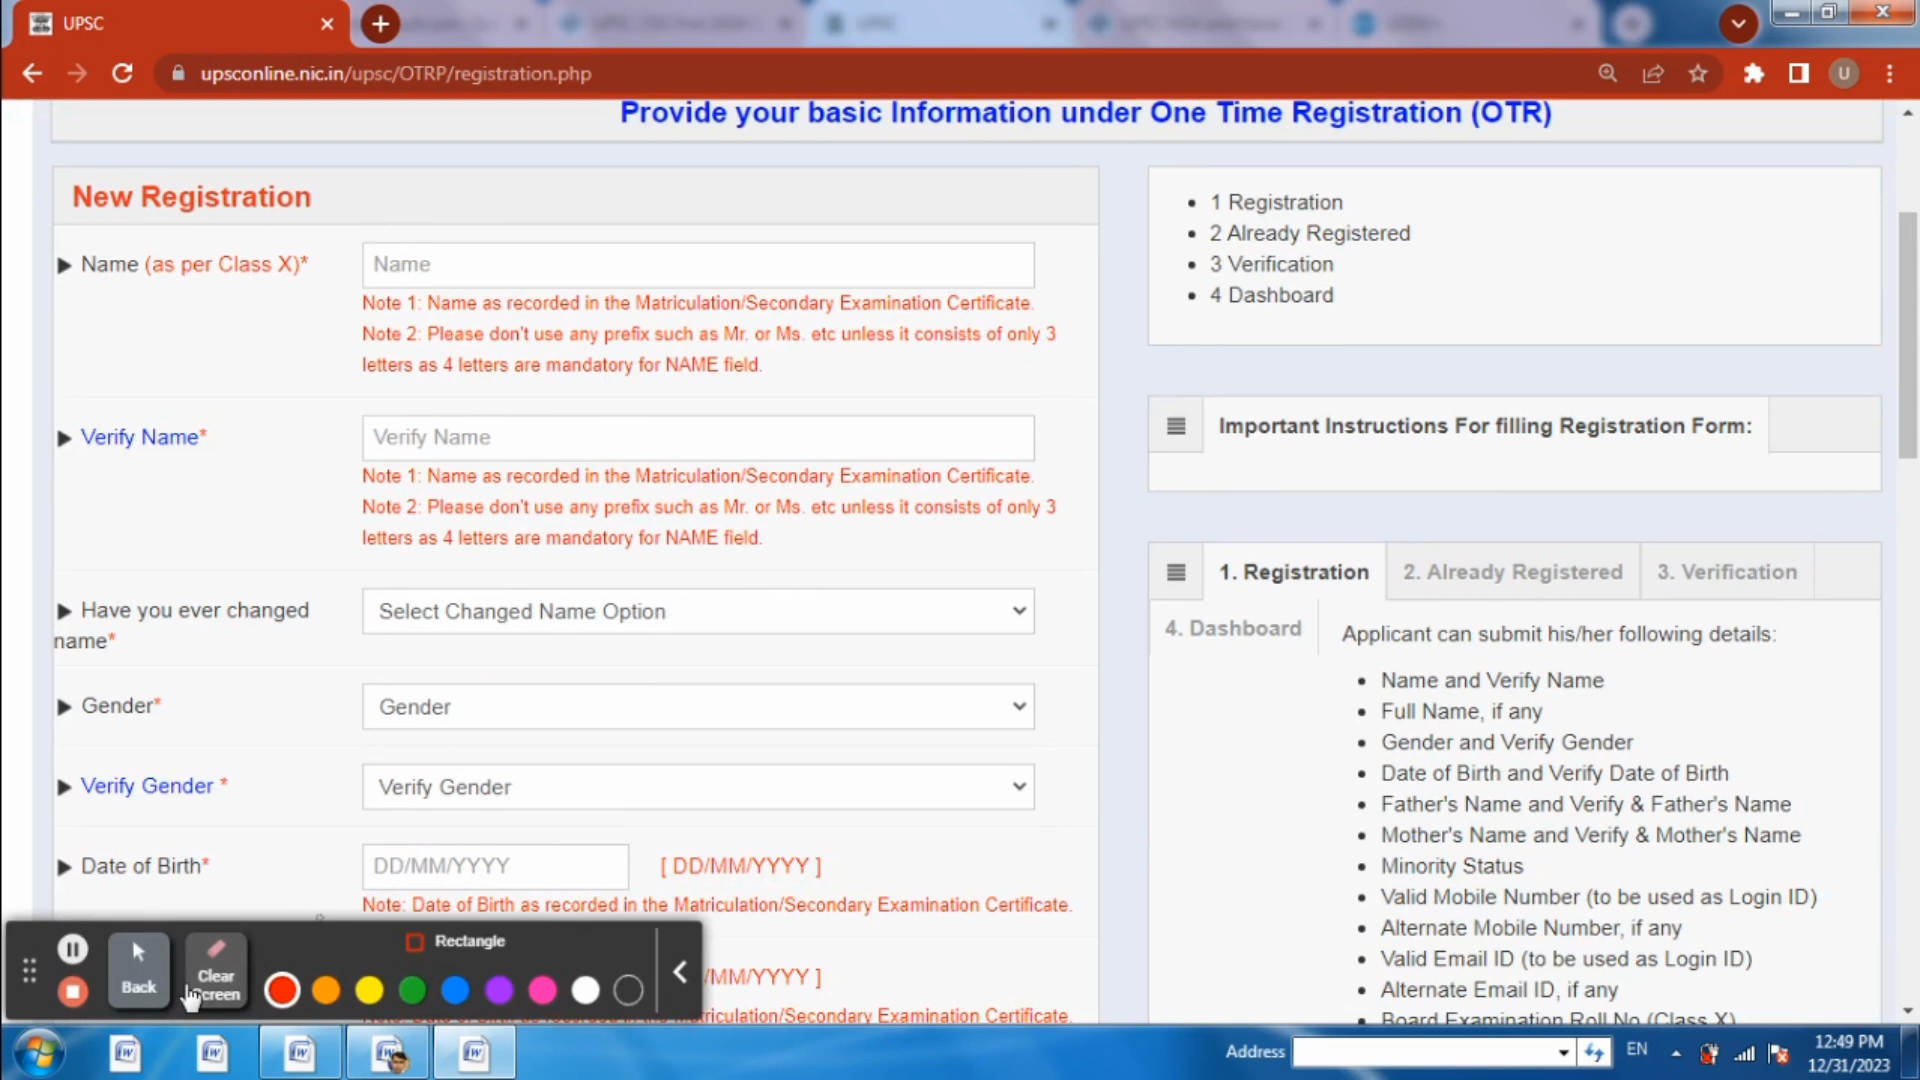 UPSC
upsconline.nic.in/upsc/OTRP/registration.php
U
Provide your basic Information under One Time Registration (OTR)
New Registration
Name (as per Class X)*
Name
Note 1: Name as recorded in the Matriculation/Secondary Examination Certificate.
Note 2: Please don't use any prefix such as Mr. or Ms. etc unless it consists of only 3
letters as 4 letters are mandatory for NAME field.
Verify Name*
Verify Name
Note 1: Name as recorded in the Matriculation/Secondary Examination Certificate.
Note 2: Please don't use any prefix such as Mr. or Ms. etc unless it consists of only 3
letters as 4 letters are mandatory for NAME field.
Have you ever changed
name*
Select Changed Name Option
Gender*
Gender
Verify Gender *
Verify Gender
Date of Birth*
DD/MM/YYYY
[ DD/MM/YYYY ]
Note: Date of Birth as recorded in the Matriculation/Secondary Examination Certificate.
/MM/YYYY ]
triculation/Secondary Examination Certificate.
1 Registration
2 Already Registered
3 Verification
4 Dashboard
Important Instructions For filling Registration Form:
1. Registration
2. Already Registered
3. Verification
4. Dashboard
Applicant can submit his/her following details:
Name and Verify Name
Full Name, if any
Gender and Verify Gender
Date of Birth and Verify Date of Birth
Father's Name and Verify & Father's Name
Mother's Name and Verify & Mother's Name
Minority Status
Valid Mobile Number (to be used as Login ID)
Alternate Mobile Number, if any
Valid Email ID (to be used as Login ID)
Alternate Email ID, if any
Board Examination Roll No (Class X)
Back
Clear
Screen
Rectangle
Address
EN
12:49 PM
12/31/2023